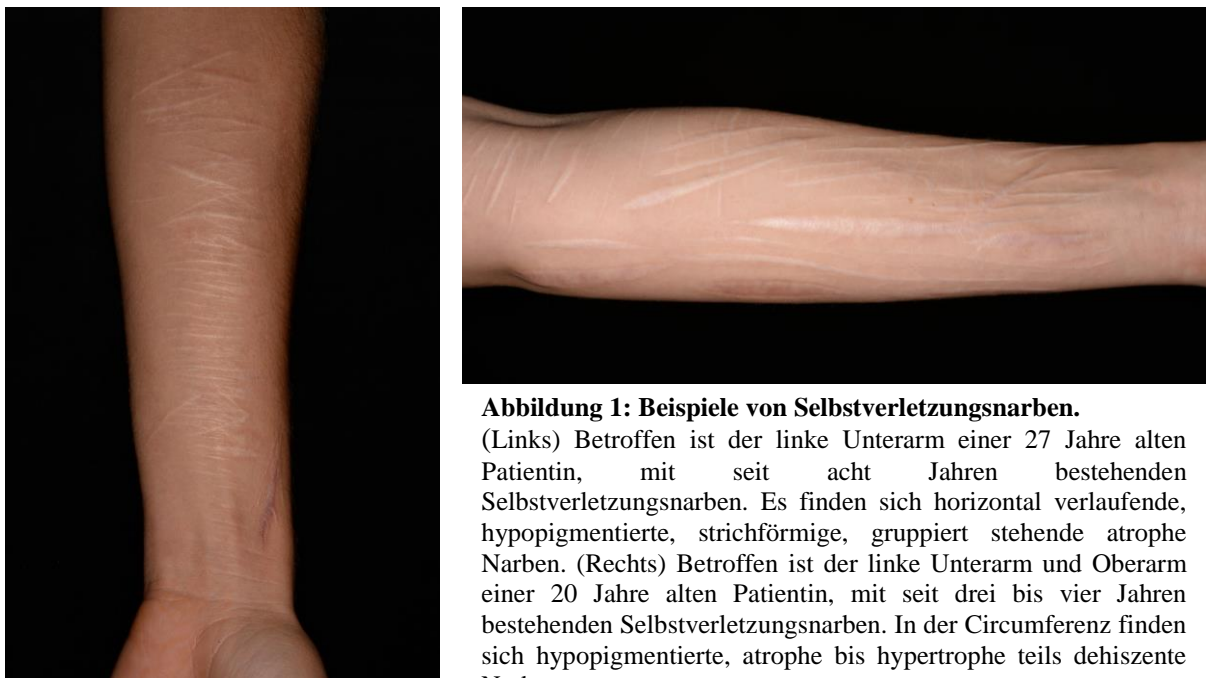 Abbildung 1: Beispiele von Selbstverletzungsnarben.
(Links) Betroffen ist der linke Unterarm einer 27 Jahre alten
Patientin, mit seit acht Jahren bestehenden
Selbstverletzungsnarben. Es finden sich horizontal verlaufende,
hypopigmentierte, strichförmige, gruppiert stehende atrophe
Narben. (Rechts) Betroffen ist der linke Unterarm und Oberarm
einer 20 Jahre alten Patientin, mit seit drei bis vier Jahren
bestehenden Selbstverletzungsnarben. In der Circumferenz finden
sich hypopigmentierte, atrophe bis hypertrophe teils dehiszente